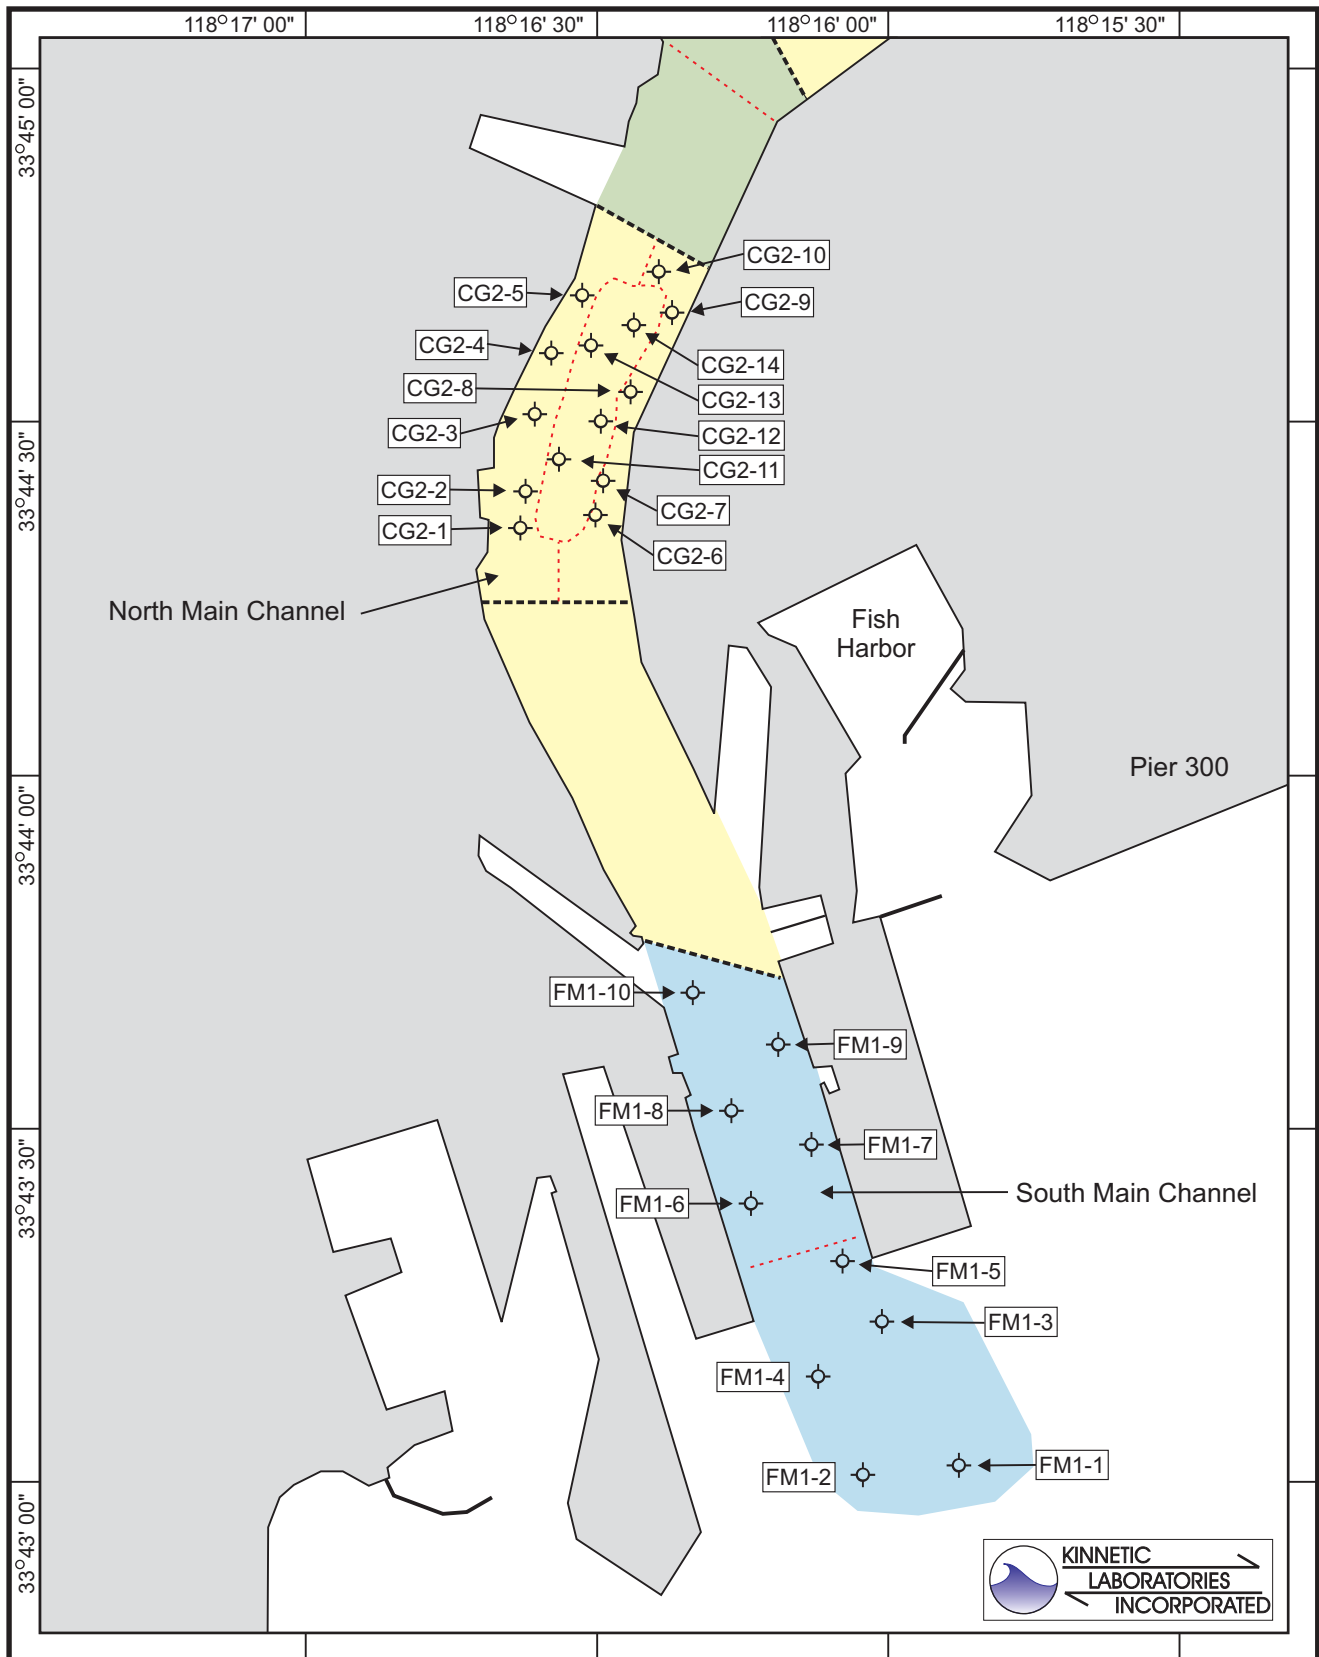 118°17' 00"
118°16' 30"
118°16' 00"
118°15' 30"
33°45' 00"
33°44' 30"
33°44' 00"
33°43' 30"
33°43' 00"
CG2-10
CG2-5
CG2-9
CG2-4
CG2-14
CG2-8
CG2-13
CG2-3
CG2-12
CG2-11
CG2-2
CG2-7
CG2-1
CG2-6
North Main Channel
Fish
Harbor
Pier 300
FM1-10
FM1-9
FM1-8
FM1-7
FM1-6
South Main Channel
FM1-5
FM1-3
FM1-4
FM1-2
FM1-1
KINNETIC
LABORATORIES
INCORPORATED